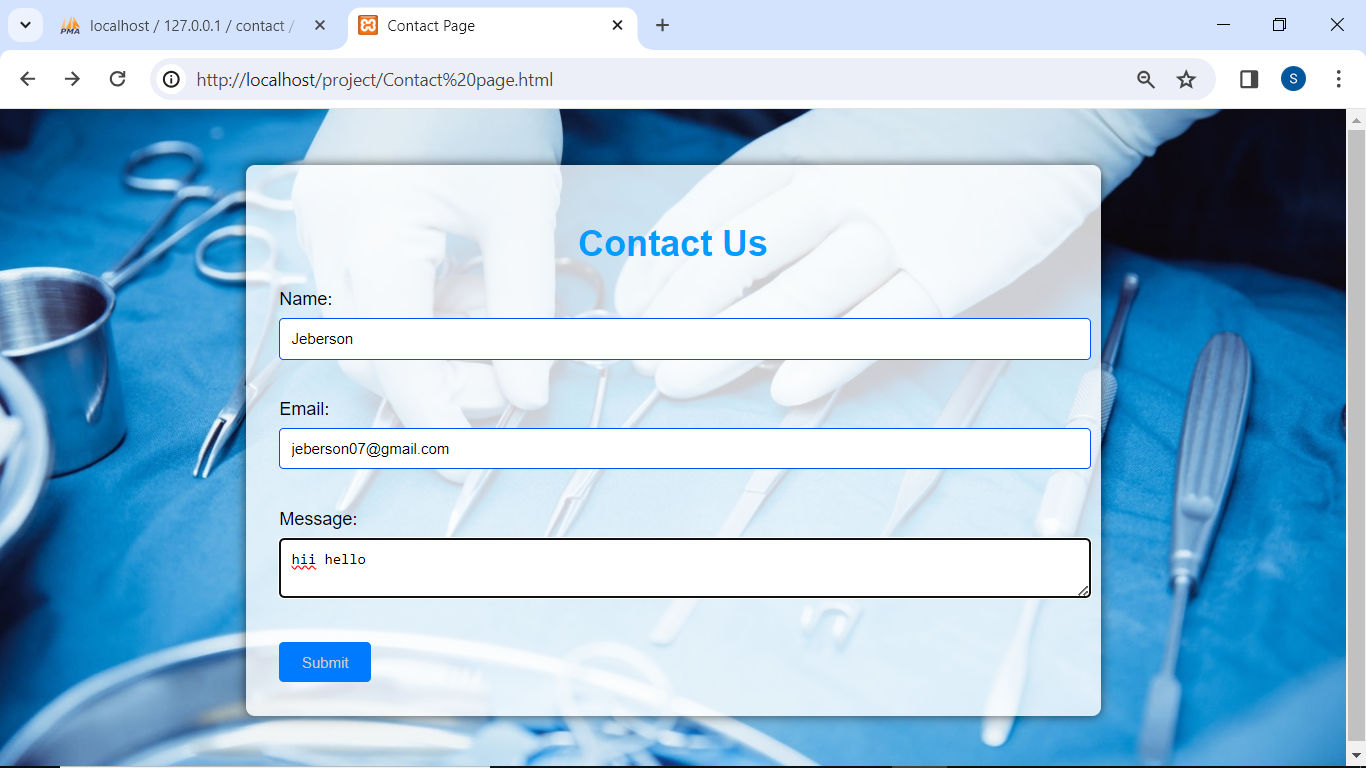 localhost / 127.0.0.1 / contact /
Contact Page
http://localhost/project/Contact%20page.html
S
Contact Us
Name:
Jeberson
Email:
jeberson07@gmail.com
Message:
hii hello
Submit